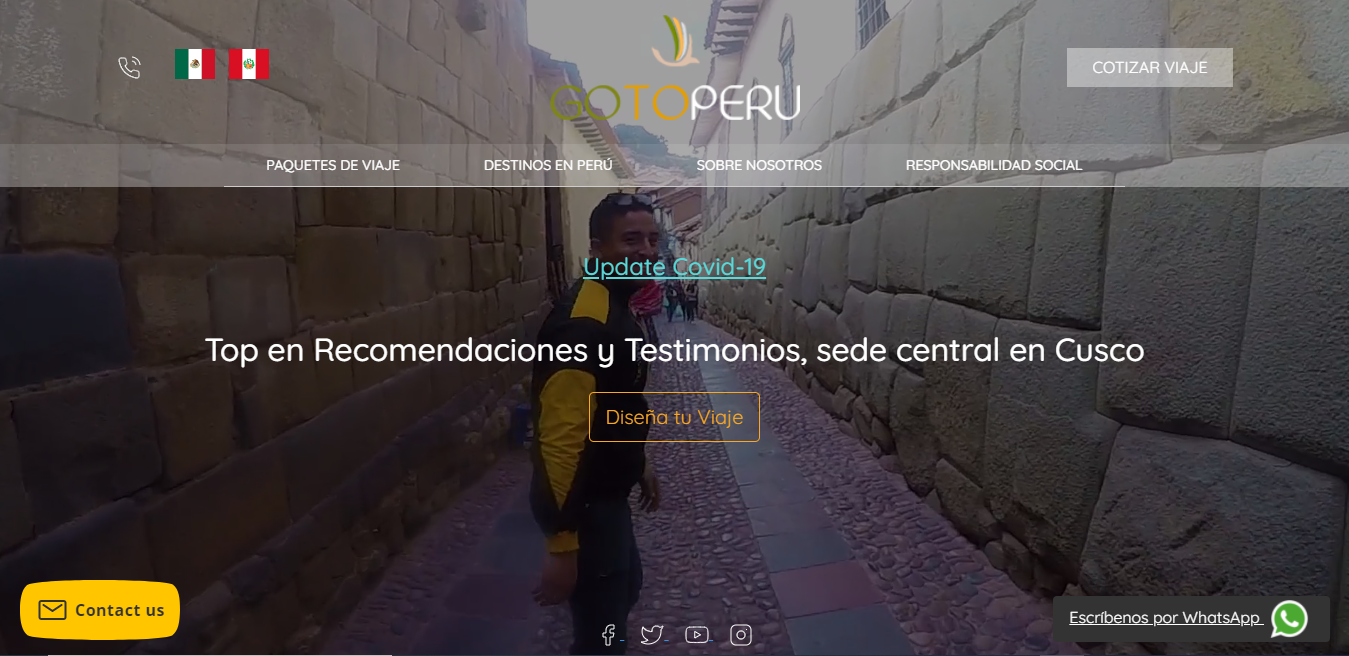 GOTOPERU
COTIZAR VIAJE
PAQUETES DE VIAJE
DESTINOS EN PERÚ
SOBRE NOSOTROS
RESPONSABILIDAD SOCIAL
Update Covid-19
Top en Recomendaciones y Testimonios, sede central en Cusco
Diseña tu Viaje
Contact us
Escríbenos por WhatsApp